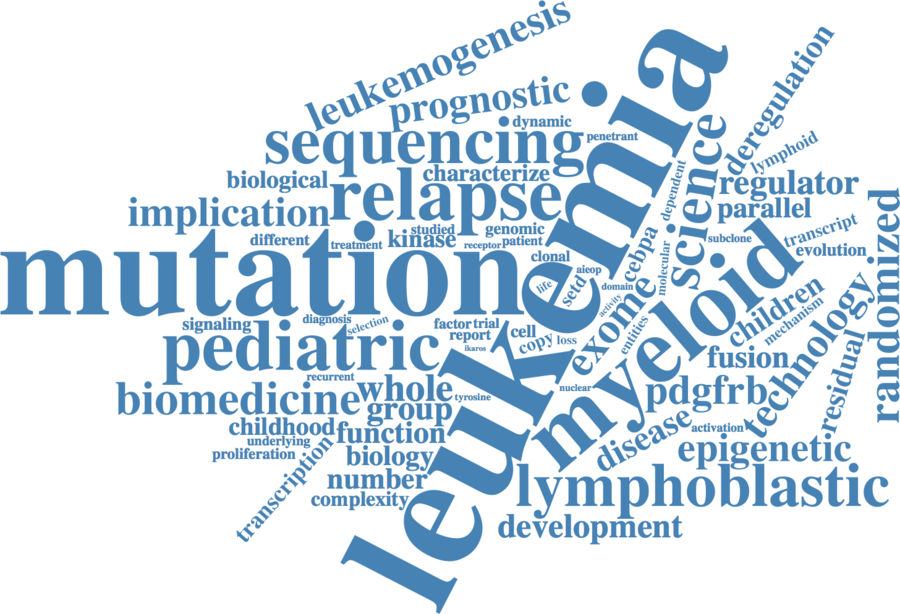 leukemogenesis
prognostic
dynamic
sequencing
penetrant
deregulation
lymphoid
leukemia
science
biological
characterize
relapse
dependent
regulator
implication
parallel
studied
genomic
different
treatment
kinase
receptor
patient
subclone
transcript
evolution
mutation
clonal
aieop
cebpa
molecular
myeloid
life
setd
domain
activity
randomized
signaling
diagnosis
selection
factor
trial
report
cell
copy
loss
exome
entities
children
mechanism
technology
residual
pediatric
ikaros
fusion
recurrent
nuclear
biomedicine
whole
tyrosine
pdgfrb
group
childhood
function
disease
activation
underlying
proliferation
transcription
biology
epigenetic
number
complexity
lymphoblastic
development